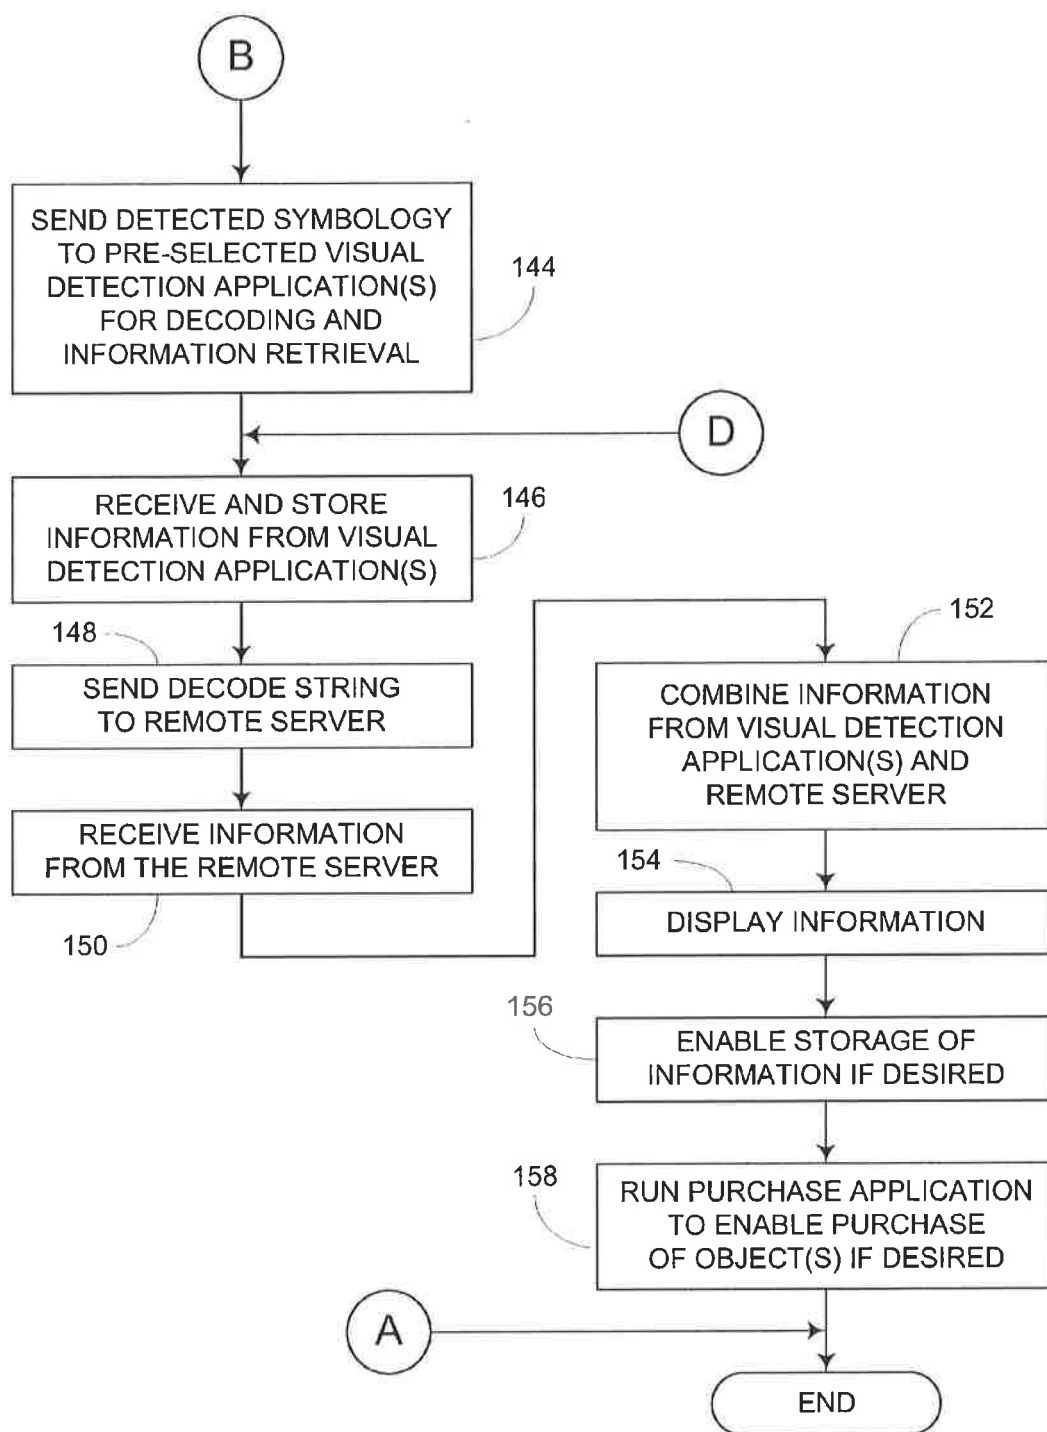 B
SEND DETECTED SYMBOLOGY
TO PRE-SELECTED VISUAL
DETECTION APPLICATION(S)
FOR DECODING AND
INFORMATION RETRIEVAL
144
D
RECEIVE AND STORE
INFORMATION FROM VISUAL
DETECTION APPLICATION(S)
146
148
SEND DECODE STRING
TO REMOTE SERVER
RECEIVE INFORMATION
FROM THE REMOTE SERVER
150
152
COMBINE INFORMATION
FROM VISUAL DETECTION
APPLICATION(S) AND
REMOTE SERVER
154
DISPLAY INFORMATION
156
ENABLE STORAGE OF
INFORMATION IF DESIRED
158
RUN PURCHASE APPLICATION
TO ENABLE PURCHASE
OF OBJECT(S) IF DESIRED
A
END